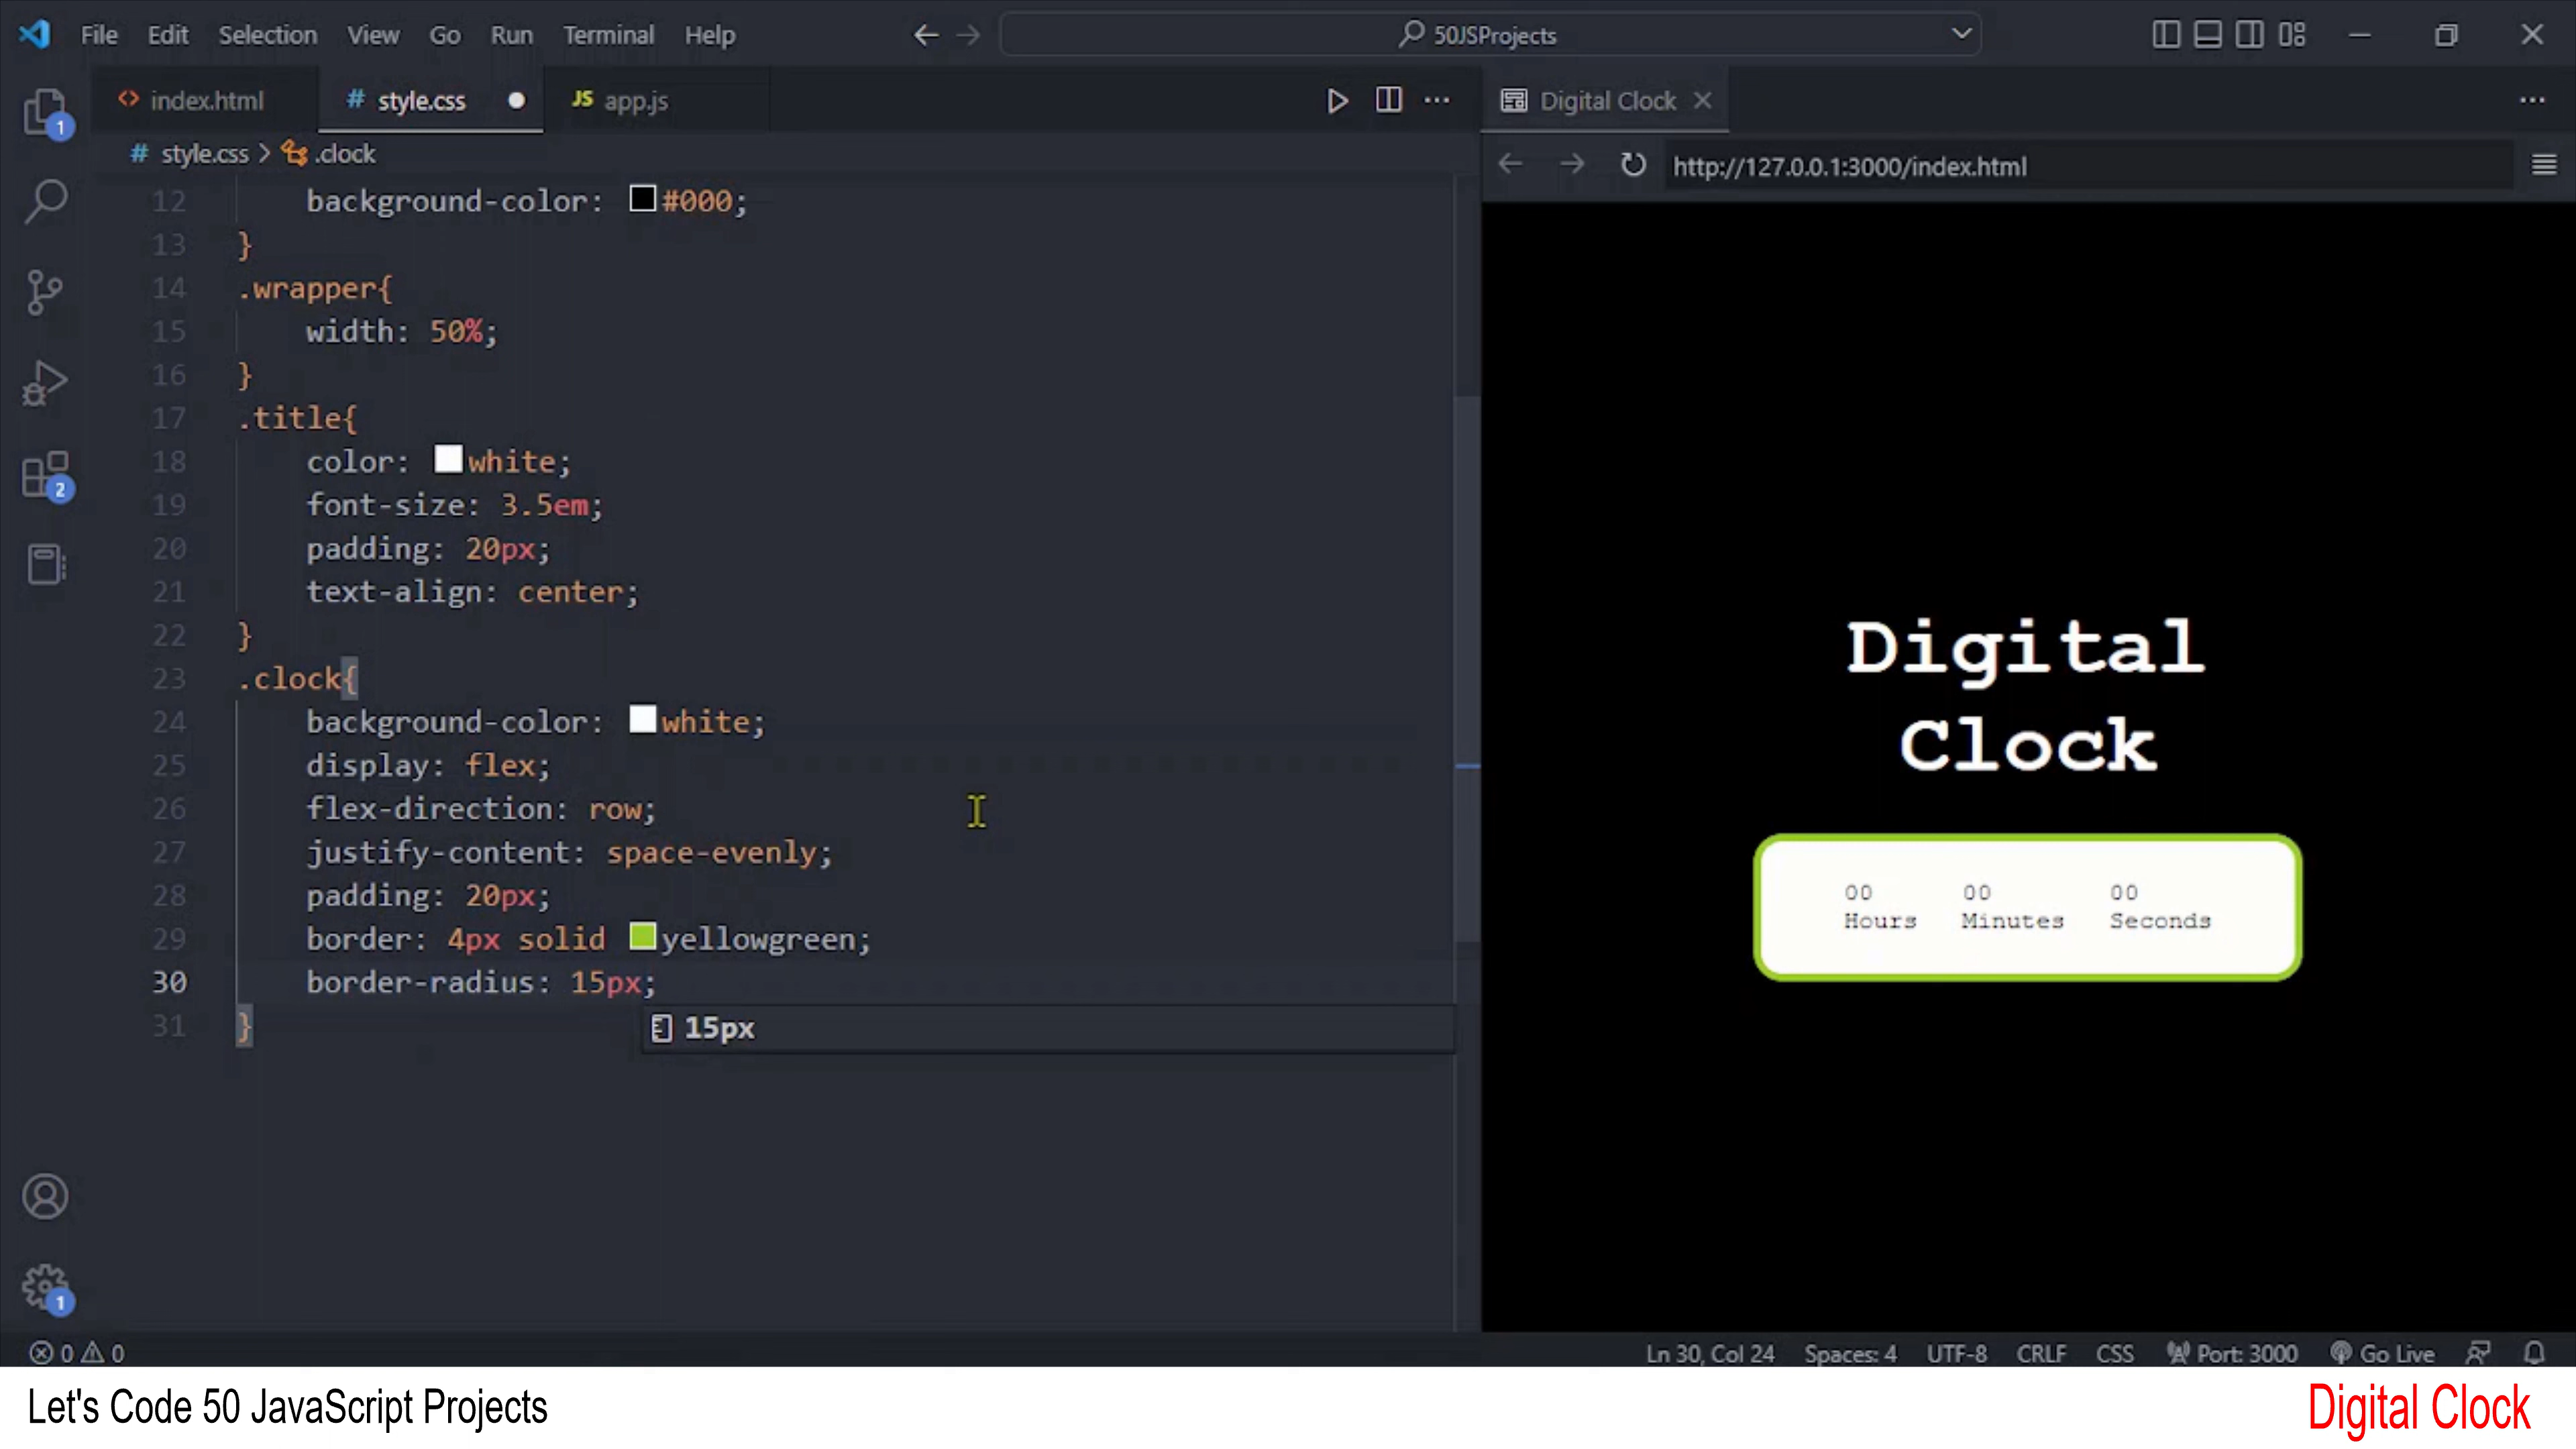 File Edit Selection View Go Run Terminal Help
50JSProjects
index.html
# style.css
JS app.js
Digital Clock
# style.css > .clock
http://127.0.0.1:3000/index.html
12 background-color: #000;
13 }
14 .wrapper{
15 width: 50%;
16 }
17 .title{
18 color: white;
19 font-size: 3.5em;
20 padding: 20px;
21 text-align: center;
22 }
23 .clock{
24 background-color: white;
25 display: flex;
26 flex-direction: row;
27 justify-content: space-evenly;
28 padding: 20px;
29 border: 4px solid yellowgreen;
30 border-radius: 15px;
31 }
15px
1
2
1
Digital
Clock
00 00 00
Hours Minutes Seconds
0 0
Ln 30, Col 24 Spaces: 4 UTF-8 CRLF CSS Port: 3000 Go Live
Let's Code 50 JavaScript Projects
Digital Clock